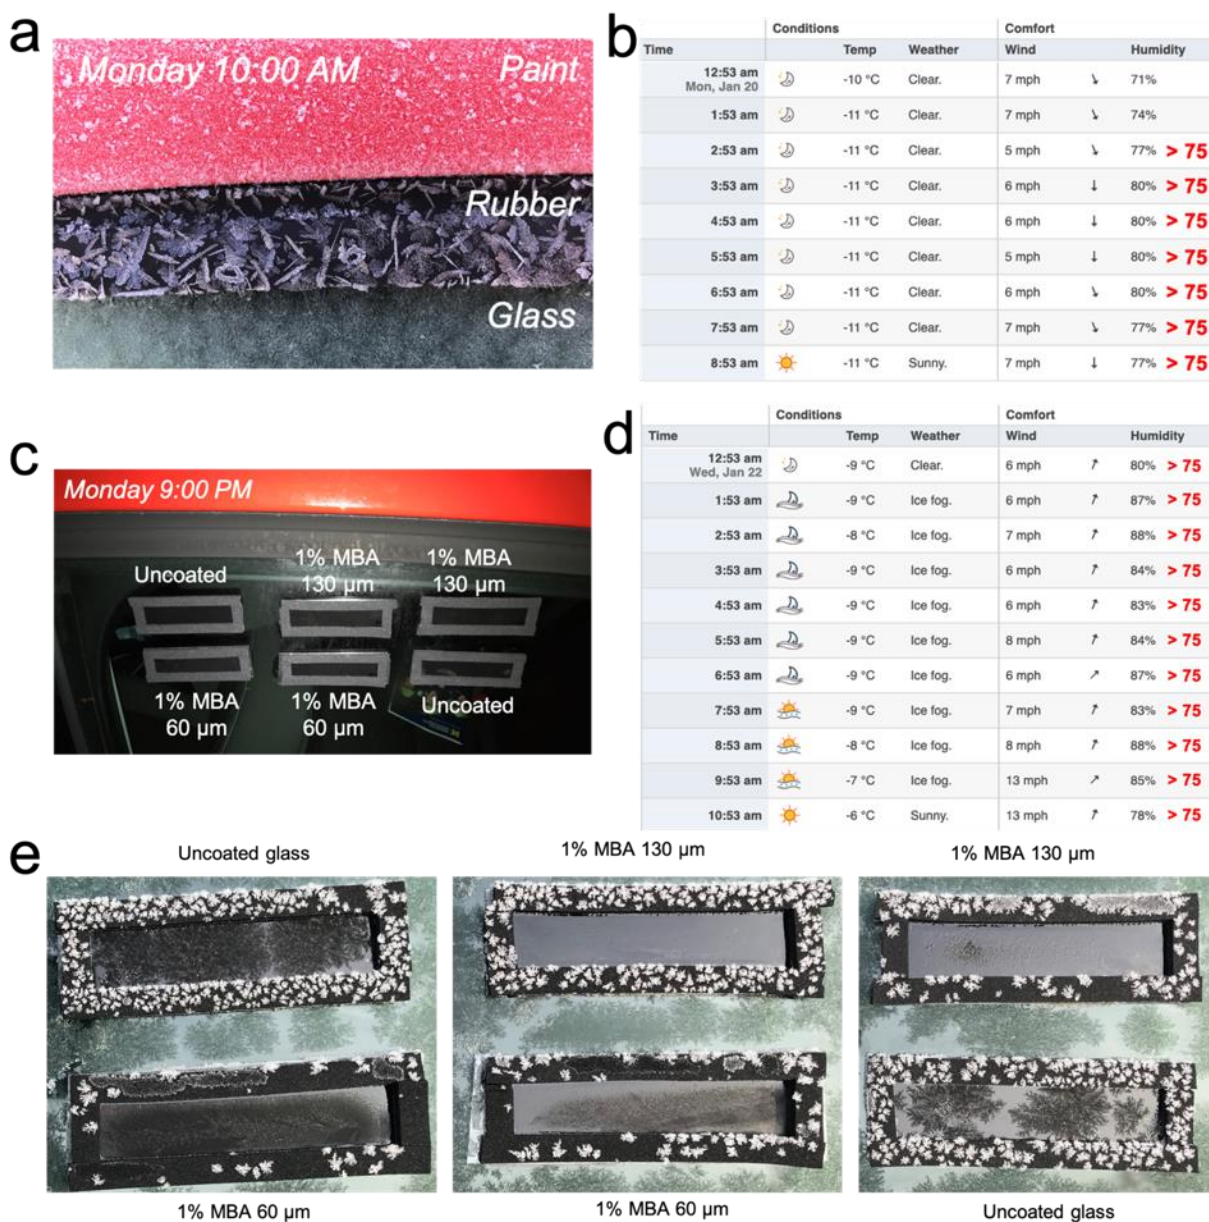 a
Monday 10:00 AM Paint
Rubber
Glass
b
Conditions Comfort
Time Temp Weather Wind Humidity
12:53 am -10 °C Clear. 7 mph 71%
Mon, Jan 20
1:53 am -11 °C Clear. 7 mph 74%
2:53 am -11 °C Clear. 5 mph 77% > 75
3:53 am -11 °C Clear. 6 mph 80% > 75
4:53 am -11 °C Clear. 6 mph 80% > 75
5:53 am -11 °C Clear. 5 mph 80% > 75
6:53 am -11 °C Clear. 6 mph 80% > 75
7:53 am -11 °C Clear. 7 mph 77% > 75
8:53 am -11 °C Sunny. 7 mph 77% > 75
c
Monday 9:00 PM
Uncoated
1% MBA
130 μm
1% MBA
130 μm
1% MBA
60 μm
1% MBA
60 μm
Uncoated
d
Conditions Comfort
Time Temp Weather Wind Humidity
12:53 am -9 °C Clear. 6 mph 80% > 75
Wed, Jan 22
1:53 am -9 °C Ice fog. 6 mph 87% > 75
2:53 am -8 °C Ice fog. 7 mph 88% > 75
3:53 am -9 °C Ice fog. 6 mph 84% > 75
4:53 am -9 °C Ice fog. 6 mph 83% > 75
5:53 am -9 °C Ice fog. 8 mph 84% > 75
6:53 am -9 °C Ice fog. 6 mph 87% > 75
7:53 am -9 °C Ice fog. 7 mph 83% > 75
8:53 am -8 °C Ice fog. 8 mph 88% > 75
9:53 am -7 °C Ice fog. 13 mph 85% > 75
10:53 am -6 °C Sunny. 13 mph 78% > 75
e
Uncoated glass
1% MBA 130 μm
1% MBA 130 μm
1% MBA 60 μm
1% MBA 60 μm
Uncoated glass